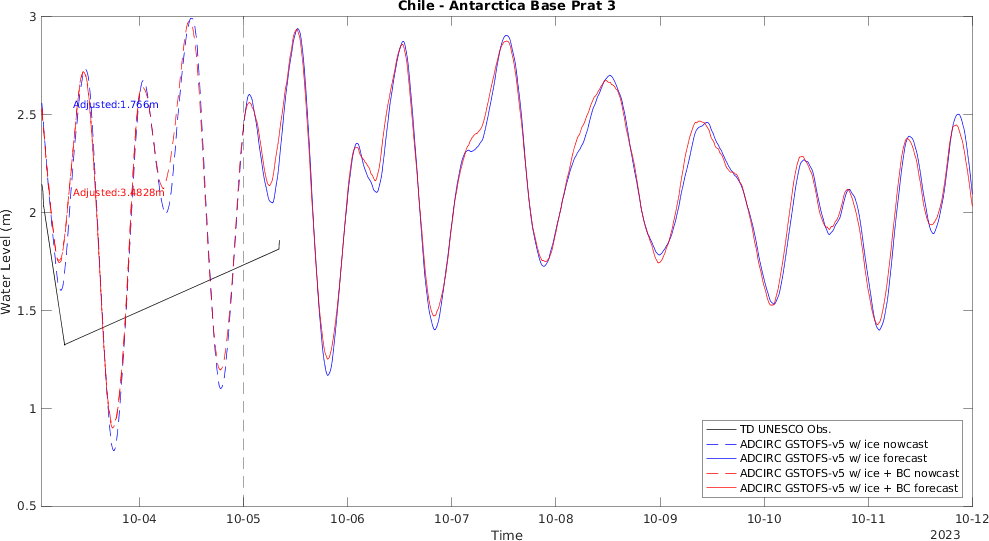 Chile - Antarctica Base Prat 3
3
2.5
2
1.5
1
0.5
Water Level (m)
Adjusted:1.766m
Adjusted:3.4828m
TD UNESCO Obs.
ADCIRC GSTOFS-v5 w/ ice nowcast
ADCIRC GSTOFS-v5 w/ ice forecast
ADCIRC GSTOFS-v5 w/ ice + BC nowcast
ADCIRC GSTOFS-v5 w/ ice + BC forecast
10-04 10-05 10-06 10-07 10-08 10-09 10-10 10-11 10-12
Time
2023